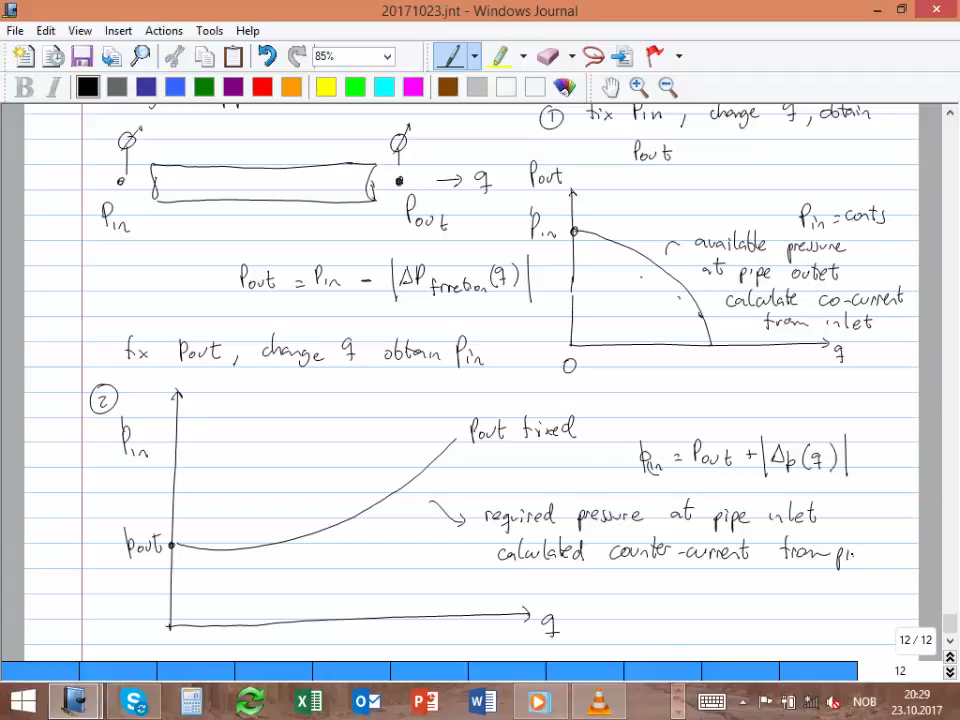 20171023.jnt - Windows Journal
File Edit View Insert Actions Tools Help
85%
B I
① fix Pin , change q , obtain
Pout
Pin
Pout
→ q
Pout
Pin
Pin = conts
available pressure
at pipe outlet
calculate co-current
from inlet
0
q
Pout = Pin - |ΔP friction (q)|
fix Pout , change q obtain Pin
②
Pin
Pout fixed
Pin = Pout + |Δp (q)|
required pressure at pipe inlet
calculated counter-current from pi
pout
q
12 / 12
12
NOB
20:29
23.10.2017